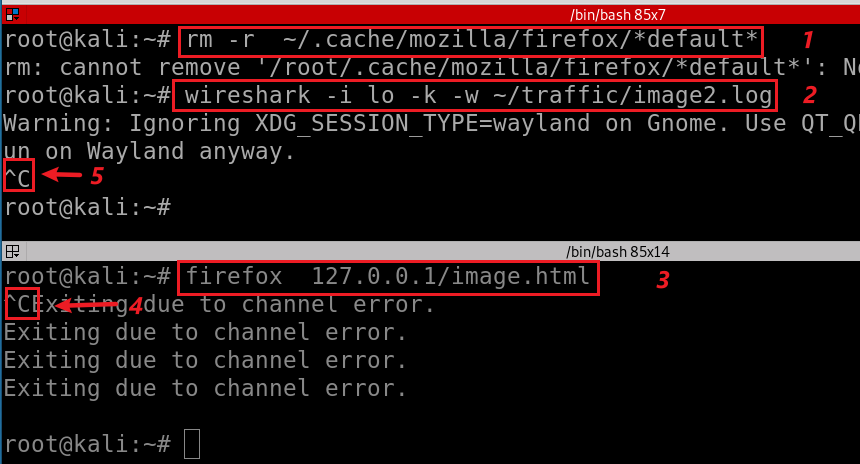 /bin/bash 85x7
root@kali:~# rm -r  ~/.cache/mozilla/firefox/*default* 1
rm: cannot remove '/root/.cache/mozilla/firefox/*default*': No
root@kali:~# wireshark -i lo -k -w ~/traffic/image2.log 2
Warning: Ignoring XDG_SESSION_TYPE=wayland on Gnome. Use QT_QP
un on Wayland anyway.
^C 5
root@kali:~#
/bin/bash 85x14
root@kali:~# firefox  127.0.0.1/image.html 3
^CExiting due to channel error. 4
Exiting due to channel error.
Exiting due to channel error.
Exiting due to channel error.
root@kali:~#